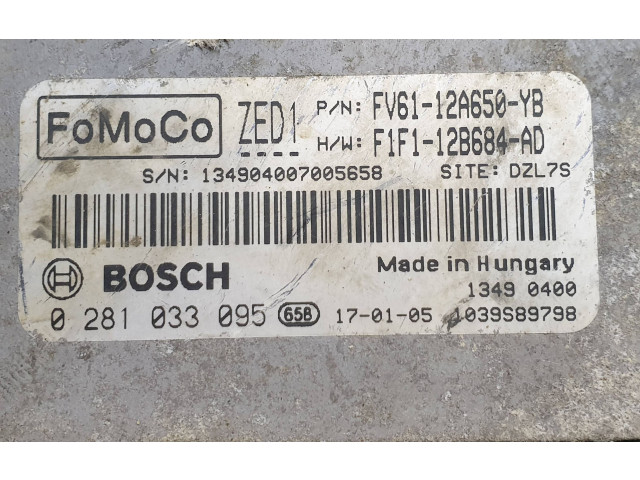 FoMoCo ZED1 P/N: FV61-12A650-YB
H/W: F1F1-12B684-AD
S/N: 134904007005658 SITE: DZL7S
BOSCH Made in Hungary
1349 0400
0 281 033 095 65B 17-01-05 1039S89798